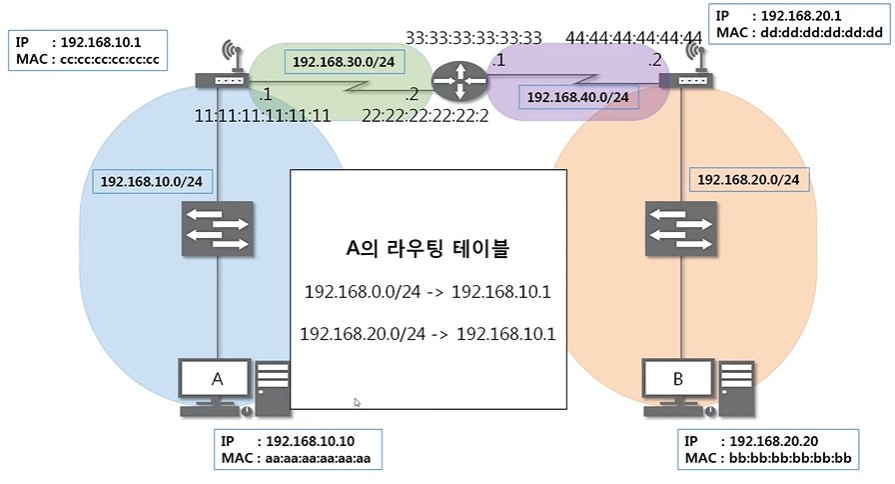 IP : 192.168.10.1
MAC : cc:cc:cc:cc:cc:cc
192.168.30.0/24
33:33:33:33:33:33
44:44:44:44:44:44
IP : 192.168.20.1
MAC : dd:dd:dd:dd:dd:dd
.1
.2
11:11:11:11:11:11
22:22:22:22:22:2
.1
.2
192.168.40.0/24
192.168.10.0/24
192.168.20.0/24
A의 라우팅 테이블
192.168.0.0/24 -> 192.168.10.1
192.168.20.0/24 -> 192.168.10.1
A
B
IP : 192.168.10.10
MAC : aa:aa:aa:aa:aa:aa
IP : 192.168.20.20
MAC : bb:bb:bb:bb:bb:bb